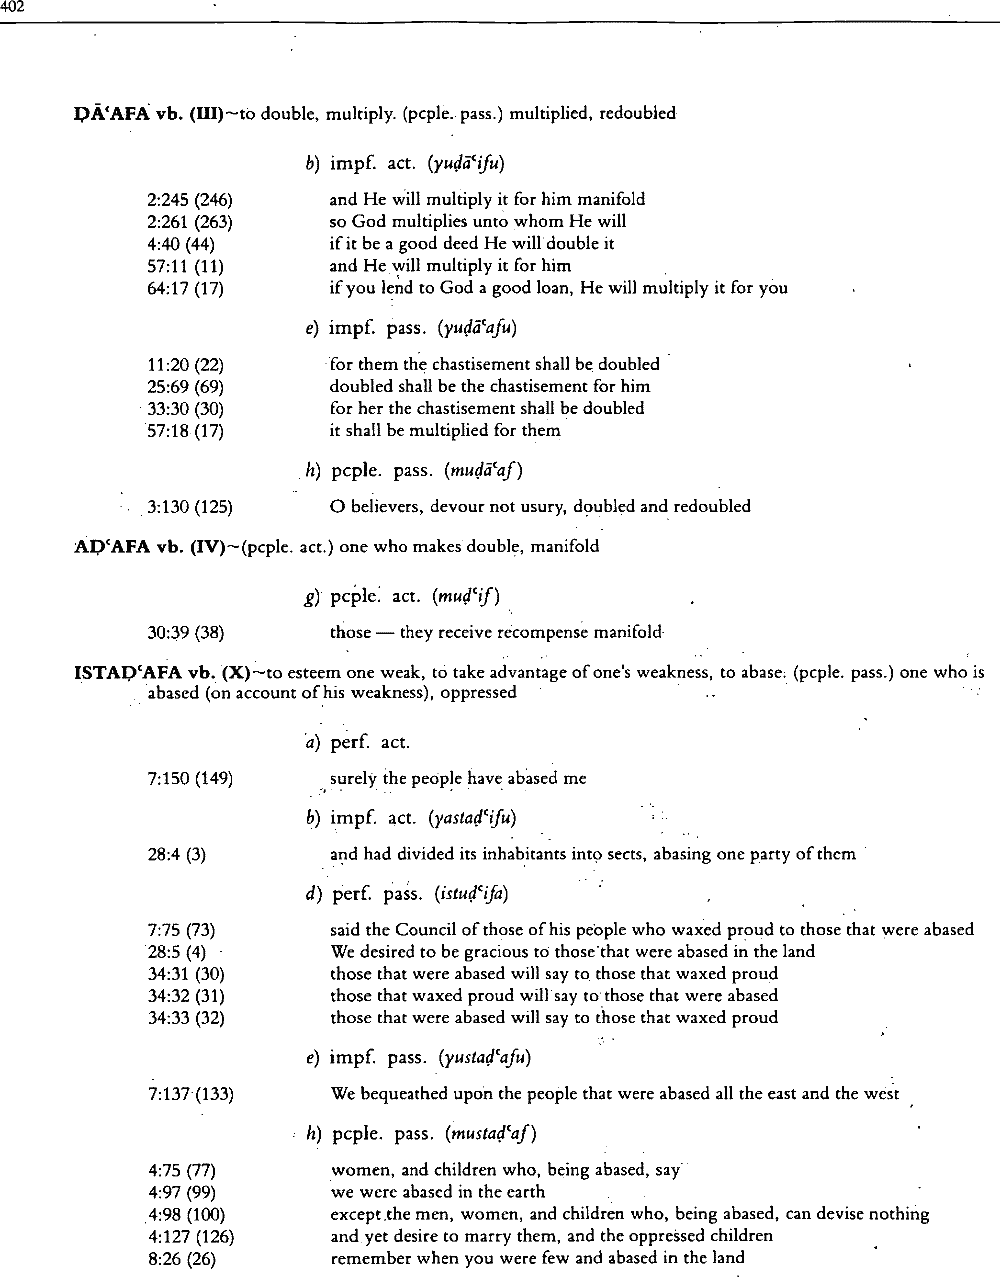 402
ḌĀʿAFA vb. (III)~to double, multiply. (pcple. pass.) multiplied, redoubled
b) impf. act. (yuḍāʿifu)
2:245 (246) and He will multiply it for him manifold
2:261 (263) so God multiplies unto whom He will
4:40 (44) if it be a good deed He will double it
57:11 (11) and He will multiply it for him
64:17 (17) if you lend to God a good loan, He will multiply it for you
e) impf. pass. (yuḍāʿafu)
11:20 (22) for them the chastisement shall be doubled
25:69 (69) doubled shall be the chastisement for him
33:30 (30) for her the chastisement shall be doubled
57:18 (17) it shall be multiplied for them
h) pcple. pass. (muḍāʿaf)
3:130 (125) O believers, devour not usury, doubled and redoubled
AḌʿAFA vb. (IV)~(pcple. act.) one who makes double, manifold
g) pcple. act. (muḍʿif)
30:39 (38) those — they receive recompense manifold
ISTAḌʿAFA vb. (X)~to esteem one weak, to take advantage of one's weakness, to abase. (pcple. pass.) one who is
abased (on account of his weakness), oppressed
a) perf. act.
7:150 (149) surely the people have abased me
b) impf. act. (yastaḍʿifu)
28:4 (3) and had divided its inhabitants into sects, abasing one party of them
d) perf. pass. (istuḍʿifa)
7:75 (73) said the Council of those of his people who waxed proud to those that were abased
28:5 (4) We desired to be gracious to those that were abased in the land
34:31 (30) those that were abased will say to those that waxed proud
34:32 (31) those that waxed proud will say to those that were abased
34:33 (32) those that were abased will say to those that waxed proud
e) impf. pass. (yustaḍʿafu)
7:137 (133) We bequeathed upon the people that were abased all the east and the west
h) pcple. pass. (mustaḍʿaf)
4:75 (77) women, and children who, being abased, say
4:97 (99) we were abased in the earth
4:98 (100) except the men, women, and children who, being abased, can devise nothing
4:127 (126) and yet desire to marry them, and the oppressed children
8:26 (26) remember when you were few and abased in the land